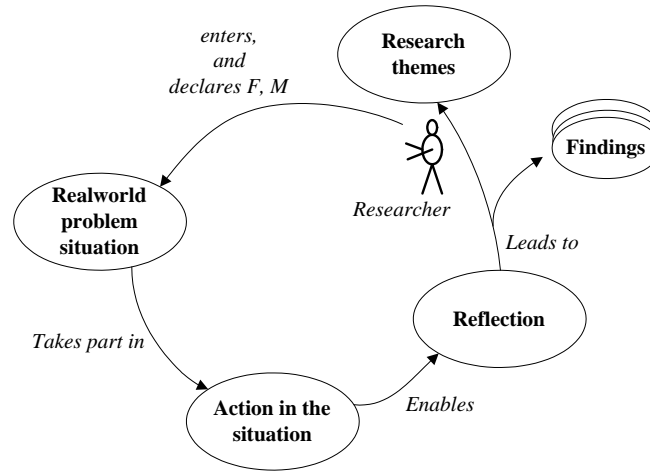 enters,
and
declares F, M
Research
themes
Findings
Researcher
Realworld
problem
situation
Leads to
Reflection
Takes part in
Action in the
situation
Enables